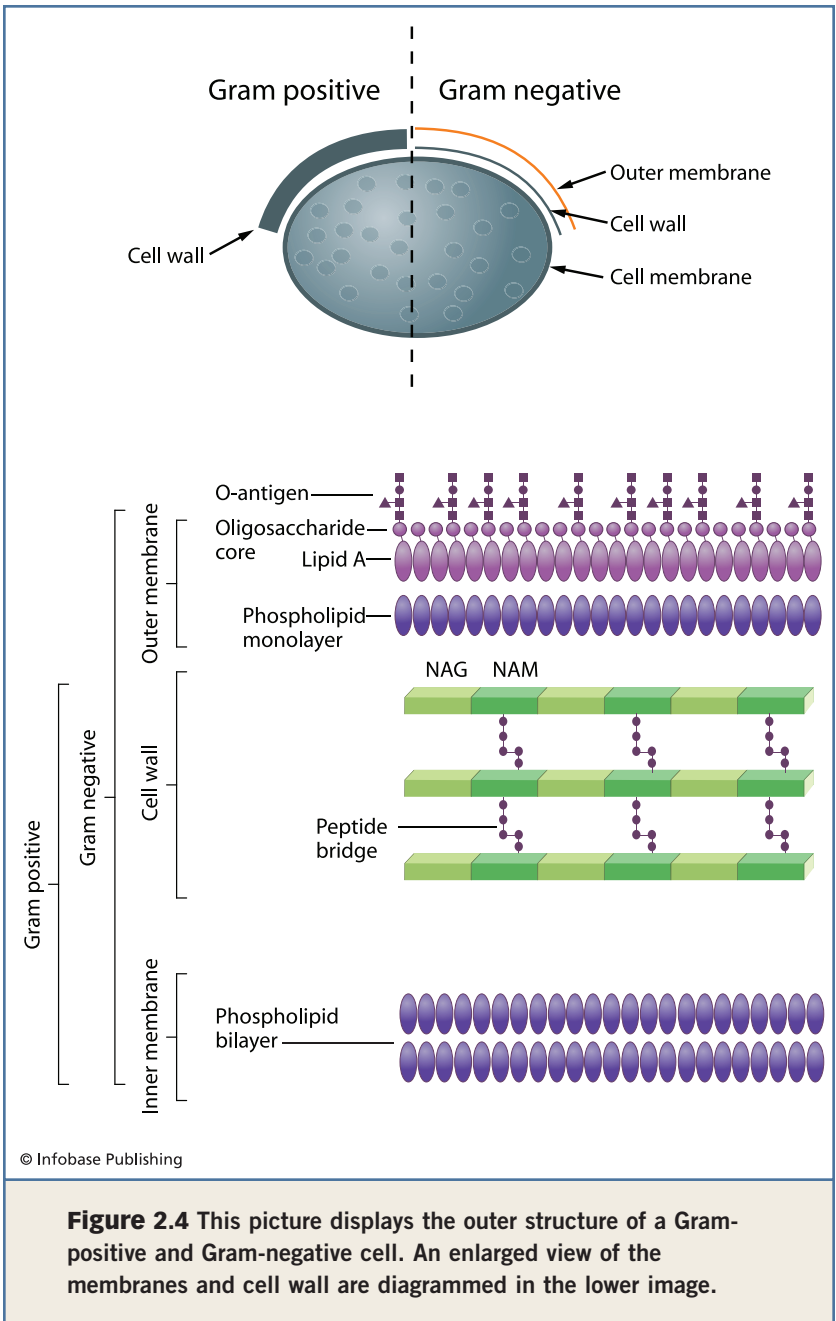 Gram positive
Gram negative
Outer membrane
Cell wall
Cell wall
Cell membrane
O-antigen
Oligosaccharide
core
Lipid A
Phospholipid
monolayer
NAG NAM
Peptide
bridge
Phospholipid
bilayer
Outer membrane
Cell wall
Inner membrane
Gram negative
Gram positive
© Infobase Publishing
Figure 2.4 This picture displays the outer structure of a Gram-
positive and Gram-negative cell. An enlarged view of the
membranes and cell wall are diagrammed in the lower image.